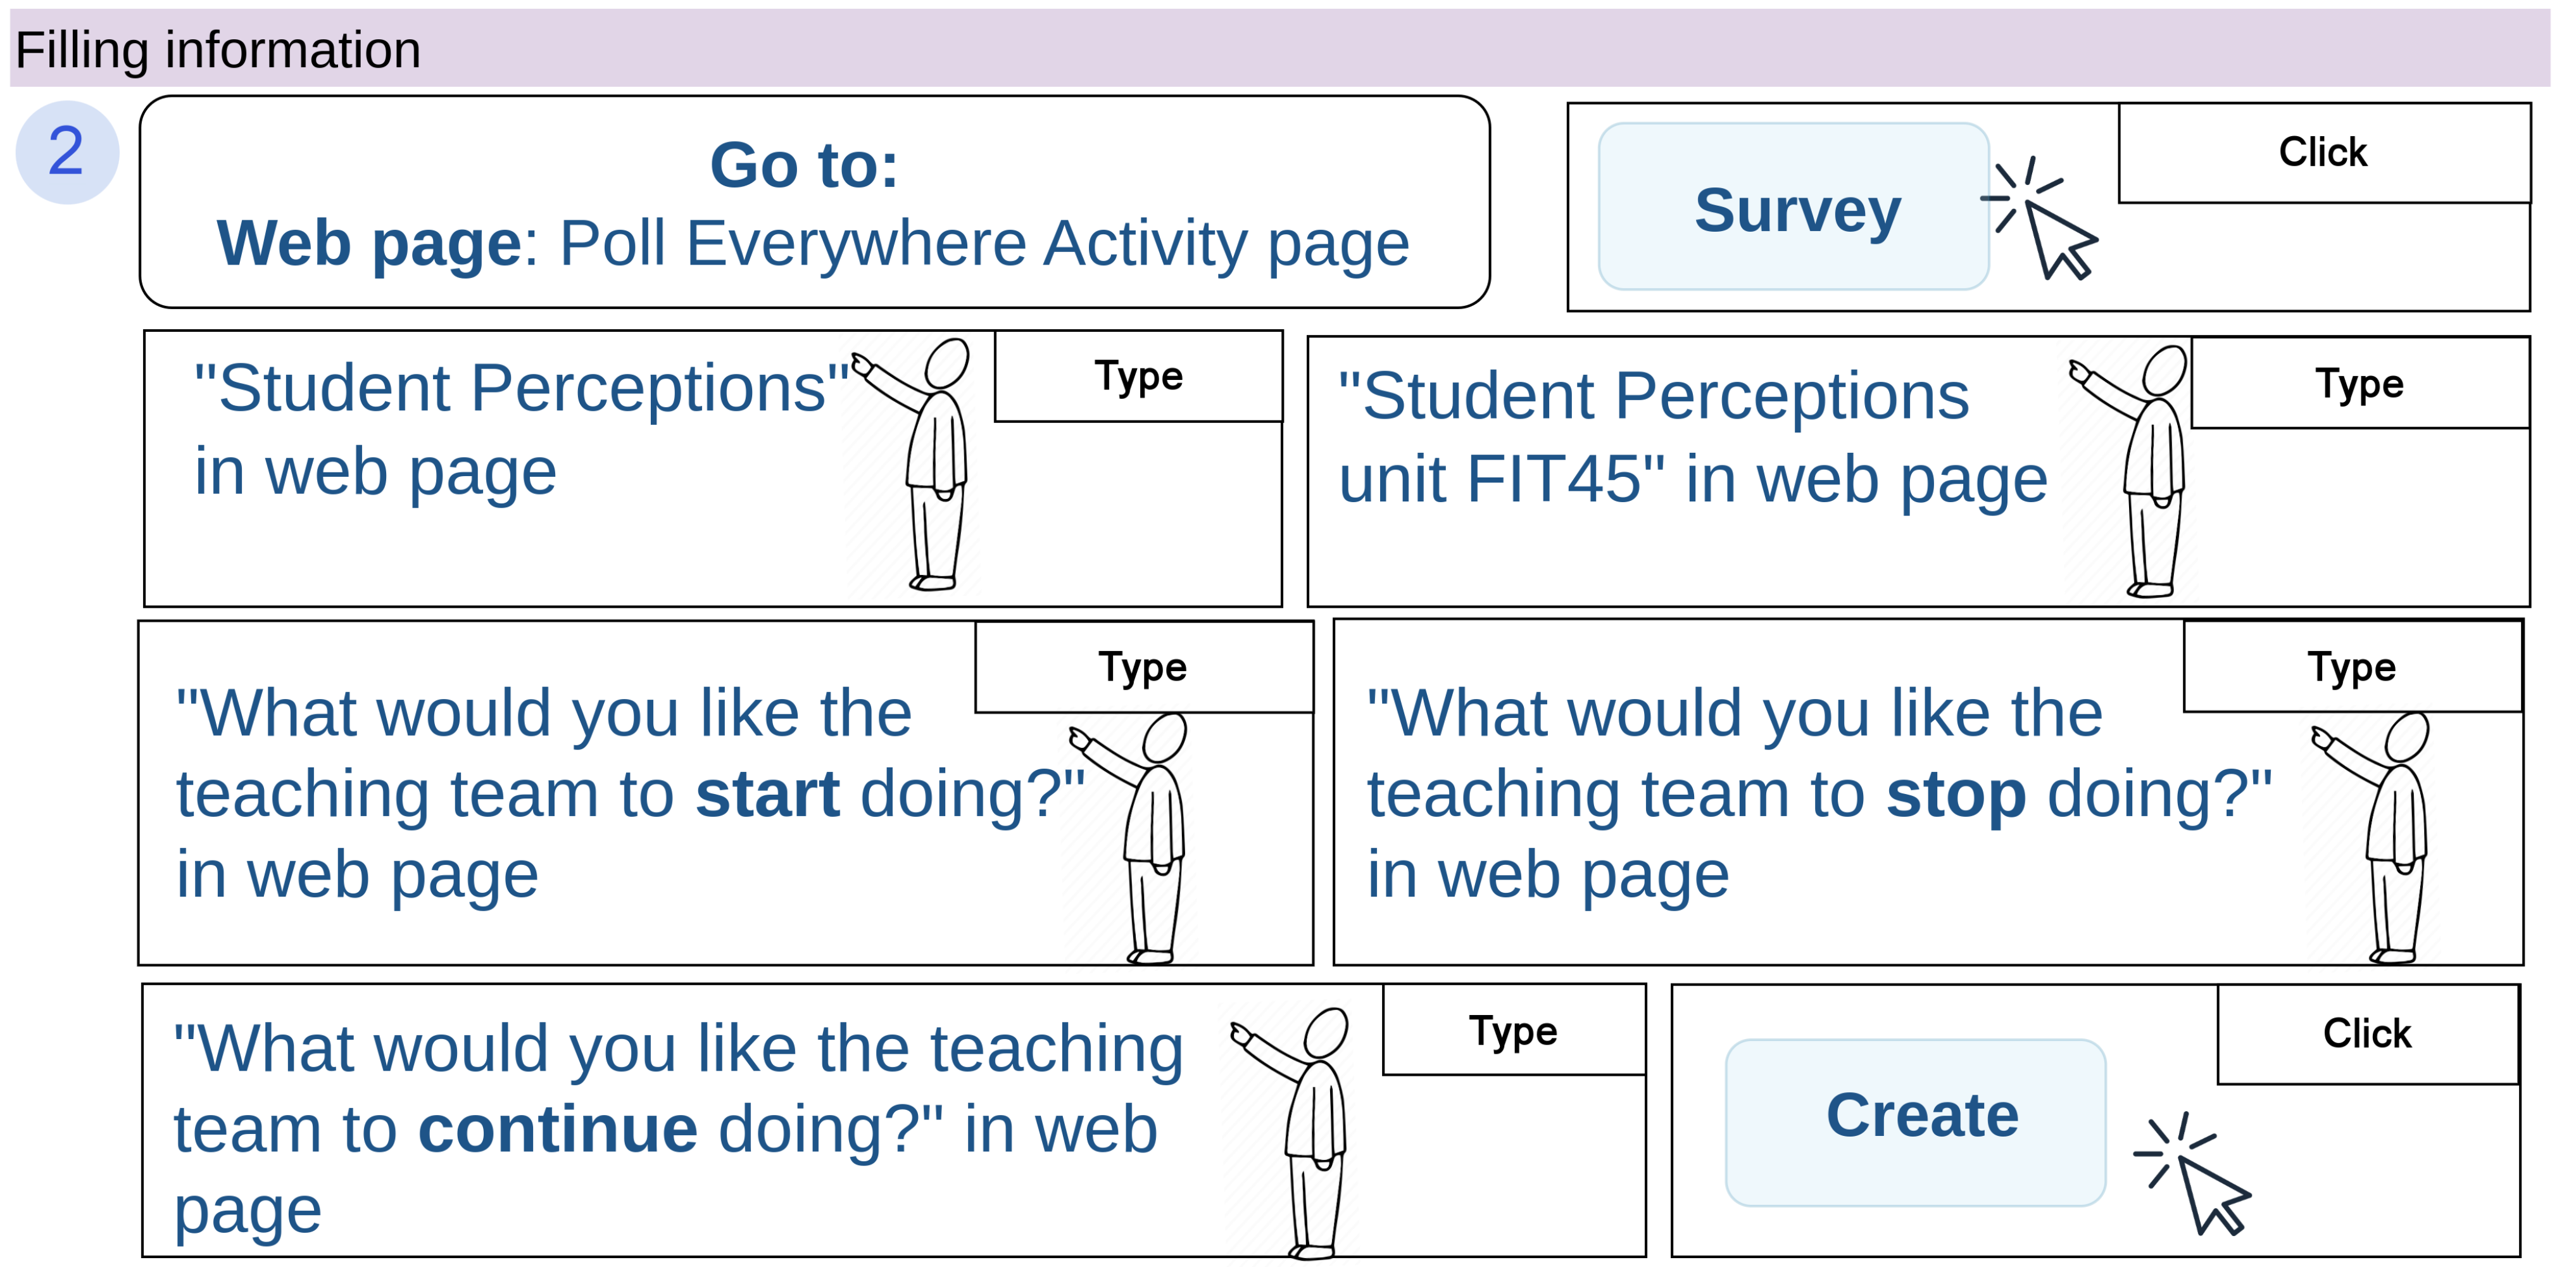 Filling information
2
Go to:
Web page: Poll Everywhere Activity page
Survey
Click
"Student Perceptions"
in web page
Type
"Student Perceptions
unit FIT45" in web page
Type
"What would you like the
teaching team to start doing?"
in web page
Type
"What would you like the
teaching team to stop doing?"
in web page
Type
"What would you like the teaching
team to continue doing?" in web
page
Type
Create
Click